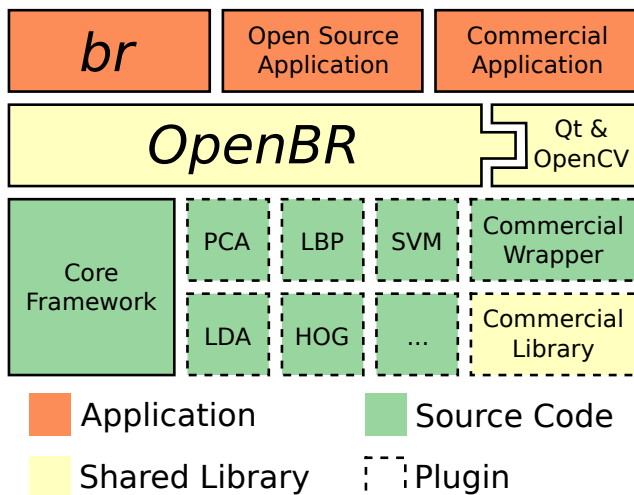 br
Open Source
Application
Commercial
Application
OpenBR
Qt &
OpenCV
Core
Framework
PCA
LBP
SVM
Commercial
Wrapper
LDA
HOG
...
Commercial
Library
Application
Source Code
Shared Library
Plugin